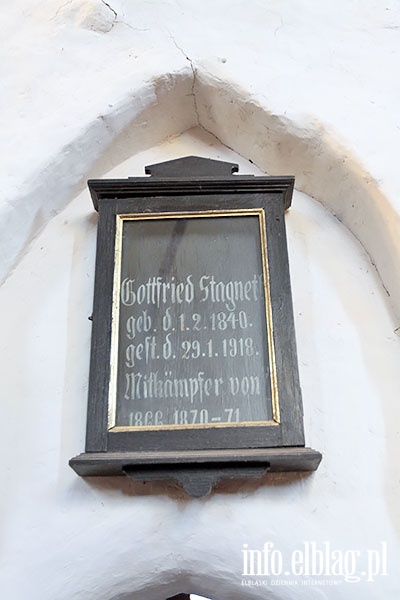 Gottfried Stagnet
geb. d. 1. 2. 1840.
gest. d. 29. 1. 1918.
Mitkämpfer von
1866 1870-71
info.elbląg.pl
ELBLĄSKI DZIENNIK INTERNETOWY